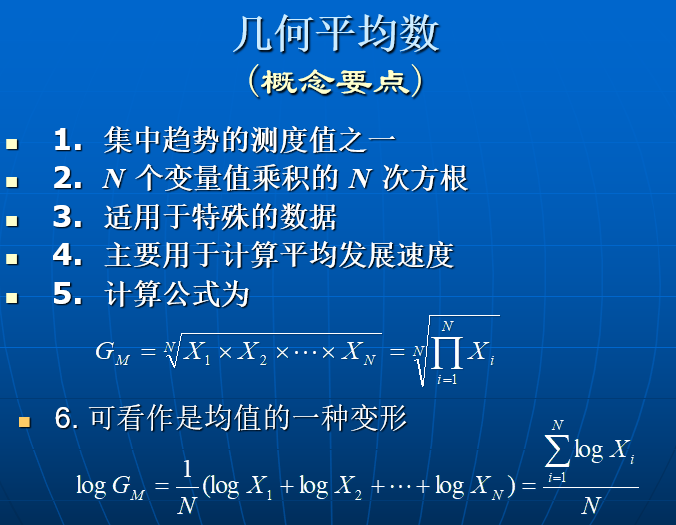 几何平均数
(概念要点)
1. 集中趋势的测度值之一
2. N 个变量值乘积的 N 次方根
3. 适用于特殊的数据
4. 主要用于计算平均发展速度
5. 计算公式为
$G_M = \sqrt[N]{X_1 \times X_2 \times \cdots \times X_N} = \sqrt[N]{\prod_{i=1}^{N} X_i}$
6. 可看作是均值的一种变形
$\log G_M = \frac{1}{N}(\log X_1 + \log X_2 + \cdots + \log X_N) = \frac{\sum_{i=1}^{N} \log X_i}{N}$